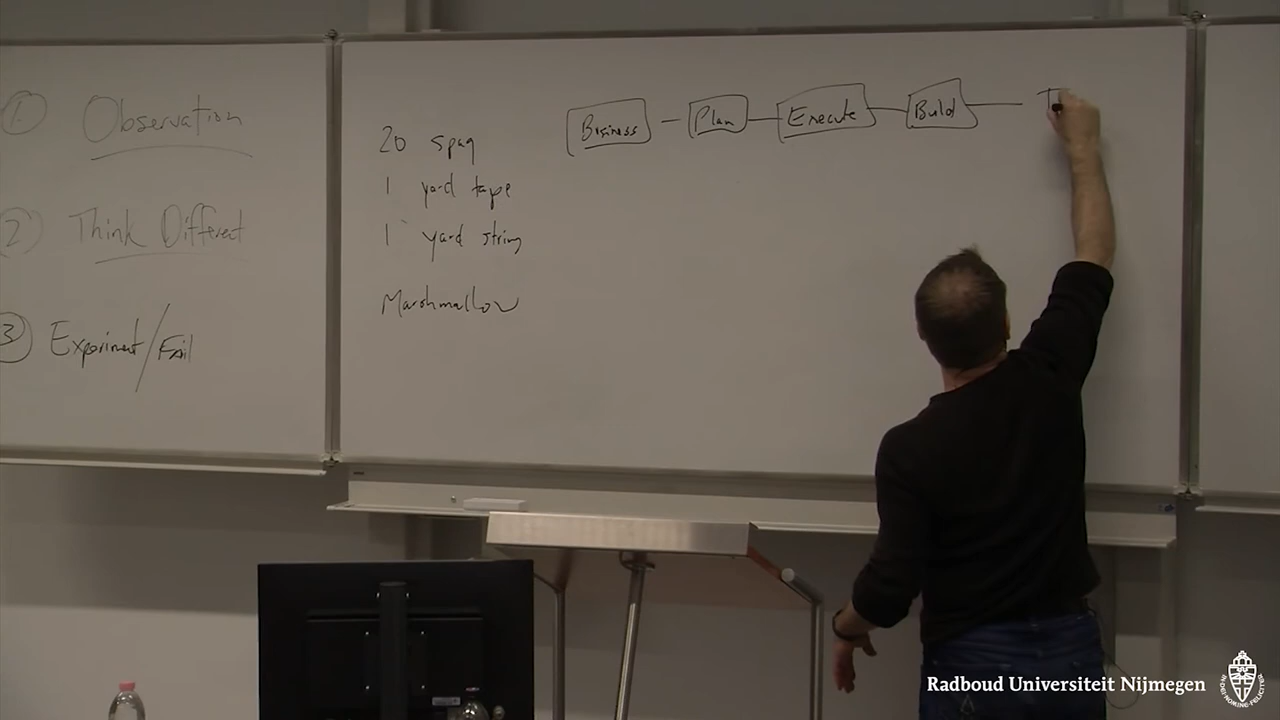 1. Observation
2 Think Different
3 Experiment/Fail
20 spag
1 yard tape
1 yard string
Marshmallow
Business - Plan - Execute - Build - T
Radboud Universiteit Nijmegen